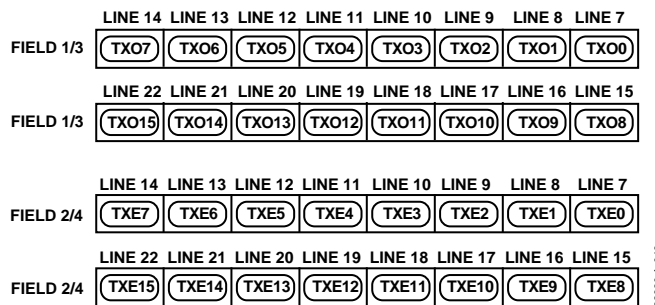 LINE 14 LINE 13 LINE 12 LINE 11 LINE 10 LINE 9 LINE 8 LINE 7
FIELD 1/3 TXO7 TXO6 TXO5 TXO4 TXO3 TXO2 TXO1 TXO0
LINE 22 LINE 21 LINE 20 LINE 19 LINE 18 LINE 17 LINE 16 LINE 15
FIELD 1/3 TXO15 TXO14 TXO13 TXO12 TXO11 TXO10 TXO9 TXO8
LINE 14 LINE 13 LINE 12 LINE 11 LINE 10 LINE 9 LINE 8 LINE 7
FIELD 2/4 TXE7 TXE6 TXE5 TXE4 TXE3 TXE2 TXE1 TXE0
LINE 22 LINE 21 LINE 20 LINE 19 LINE 18 LINE 17 LINE 16 LINE 15
FIELD 2/4 TXE15 TXE14 TXE13 TXE12 TXE11 TXE10 TXE9 TXE8